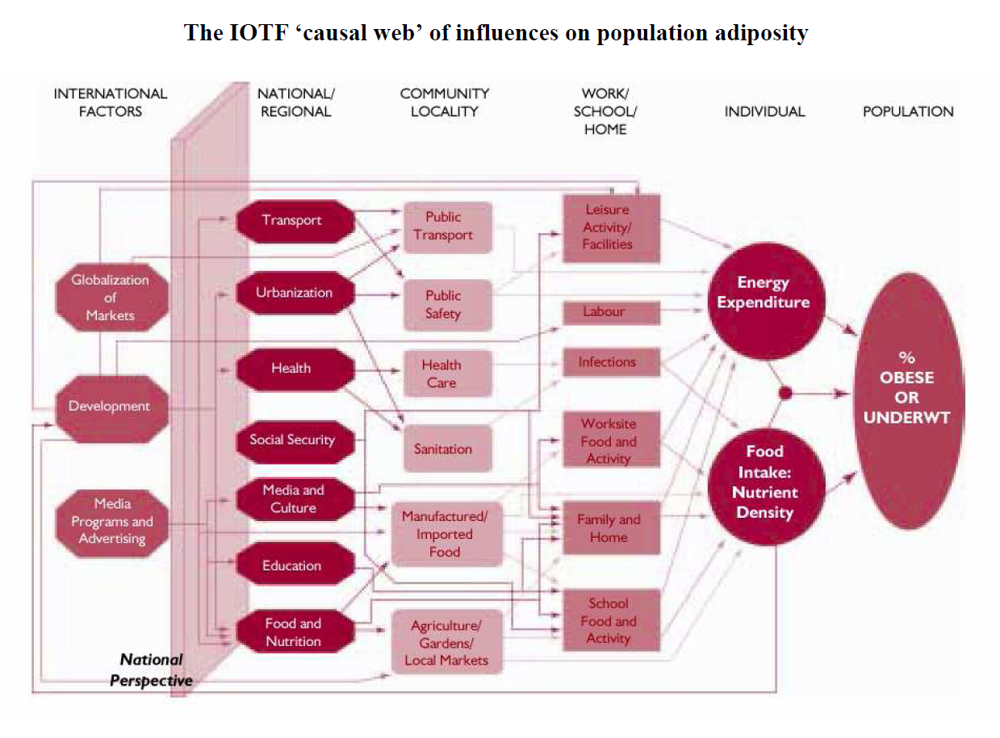 The IOTF ‘causal web’ of influences on population adiposity
INTERNATIONAL
FACTORS
NATIONAL/
REGIONAL
COMMUNITY
LOCALITY
WORK/
SCHOOL/
HOME
INDIVIDUAL
POPULATION
Globalization
of
Markets
Development
Media
Programs and
Advertising
National
Perspective
Transport
Urbanization
Health
Social Security
Media and
Culture
Education
Food and
Nutrition
Public
Transport
Public
Safety
Health
Care
Sanitation
Manufactured/
Imported
Food
Agriculture/
Gardens/
Local Markets
Leisure
Activity/
Facilities
Labour
Infections
Worksite
Food and
Activity
Family and
Home
School
Food and
Activity
Energy
Expenditure
Food
Intake:
Nutrient
Density
%
OBESE
OR
UNDERWT